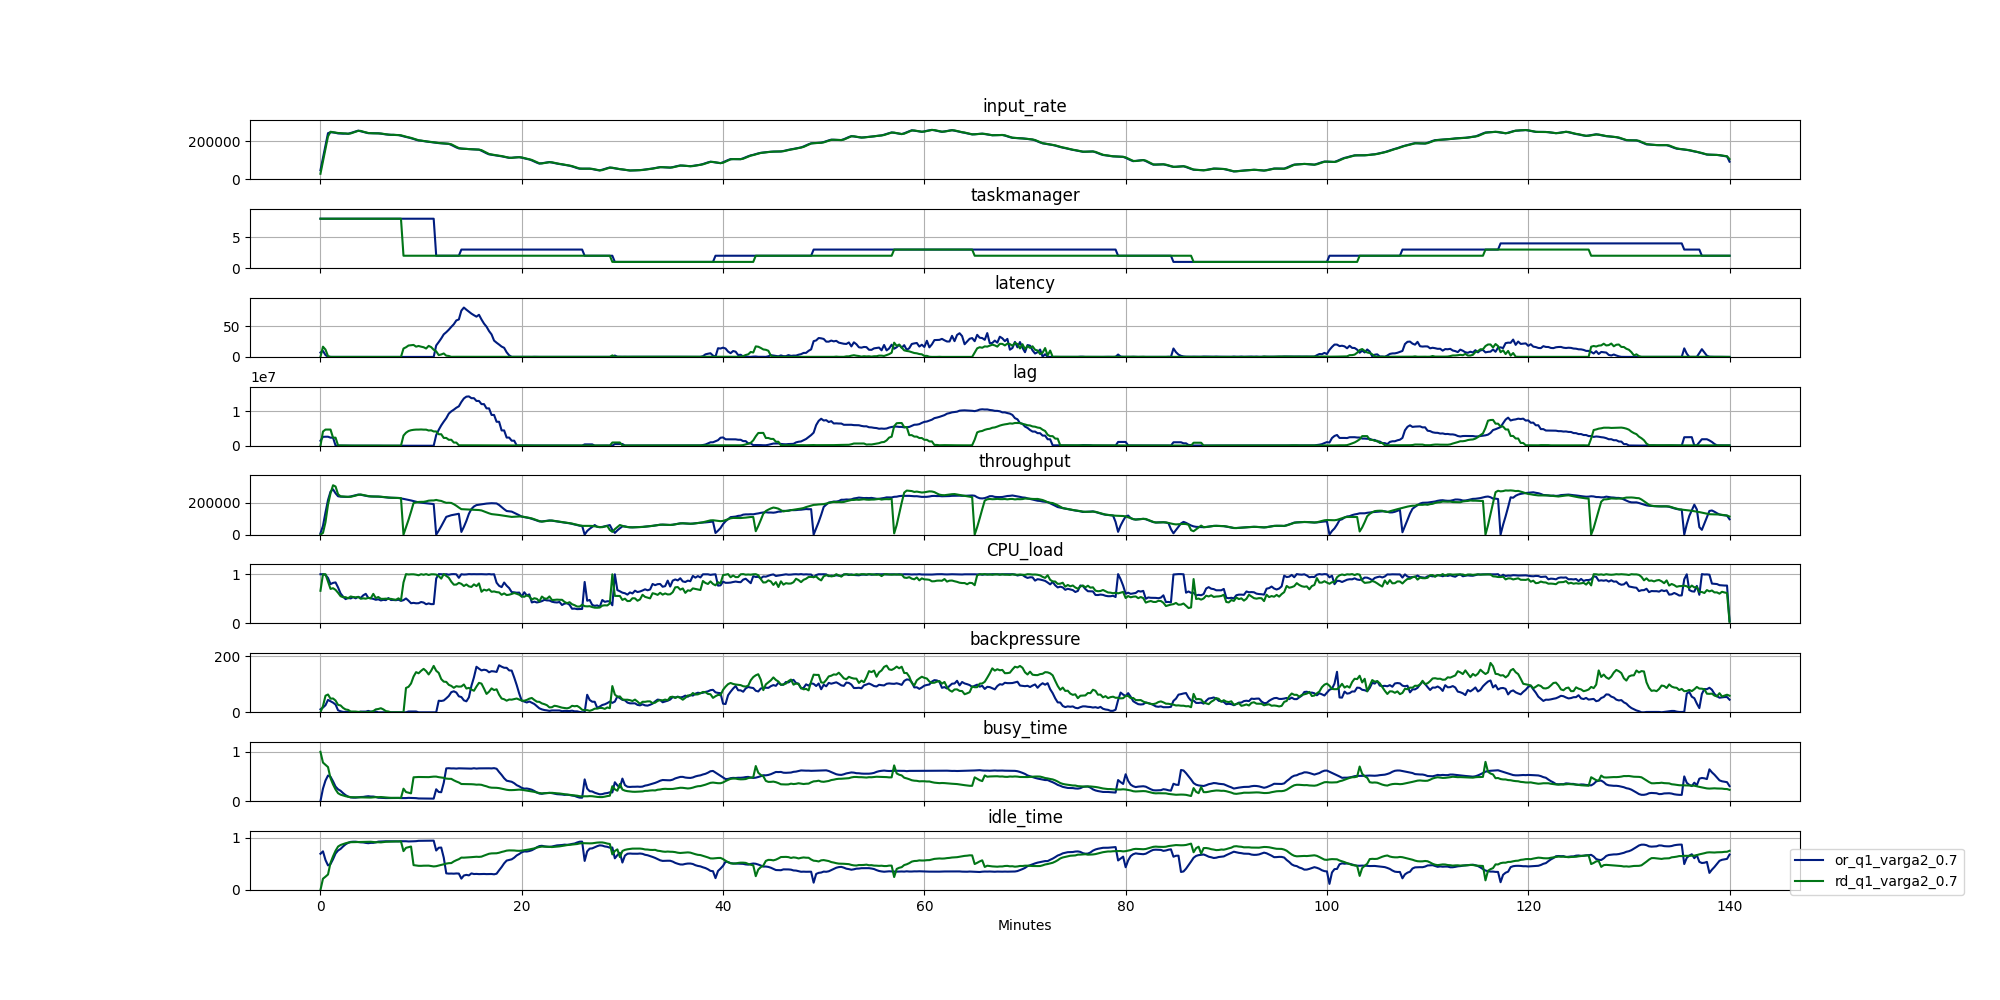 input_rate
200000
0
taskmanager
5
0
latency
50
0
1e7
lag
1
0
throughput
200000
0
CPU_load
1
0
backpressure
200
0
busy_time
1
0
idle_time
1
0
0 20 40 60 80 100 120 140
Minutes
or_q1_varga2_0.7
rd_q1_varga2_0.7